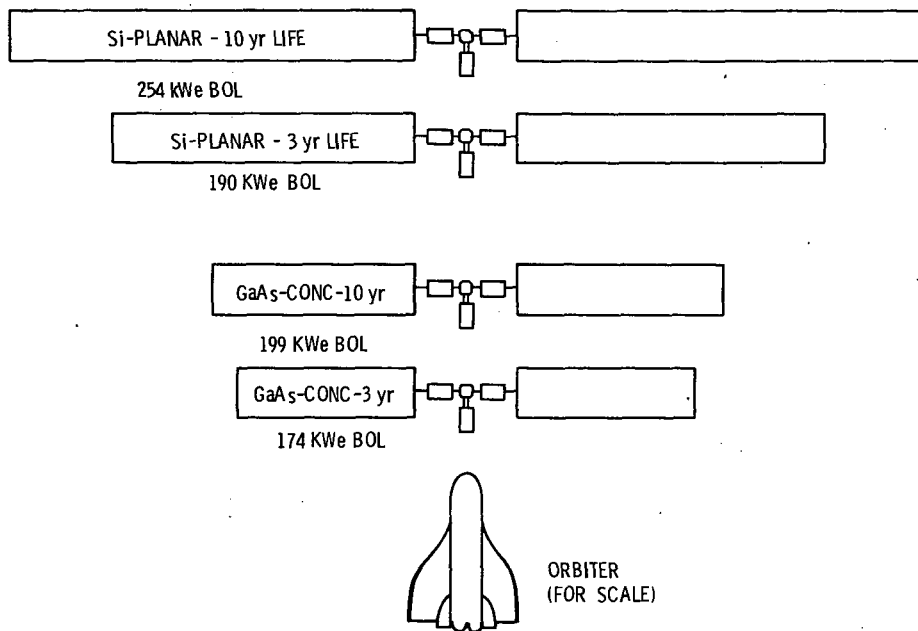 Si-PLANAR - 10 yr LIFE
254 KWe BOL
Si-PLANAR - 3 yr LIFE
190 KWe BOL
GaAs-CONC-10 yr
199 KWe BOL
GaAs-CONC-3 yr
174 KWe BOL
ORBITER
(FOR SCALE)